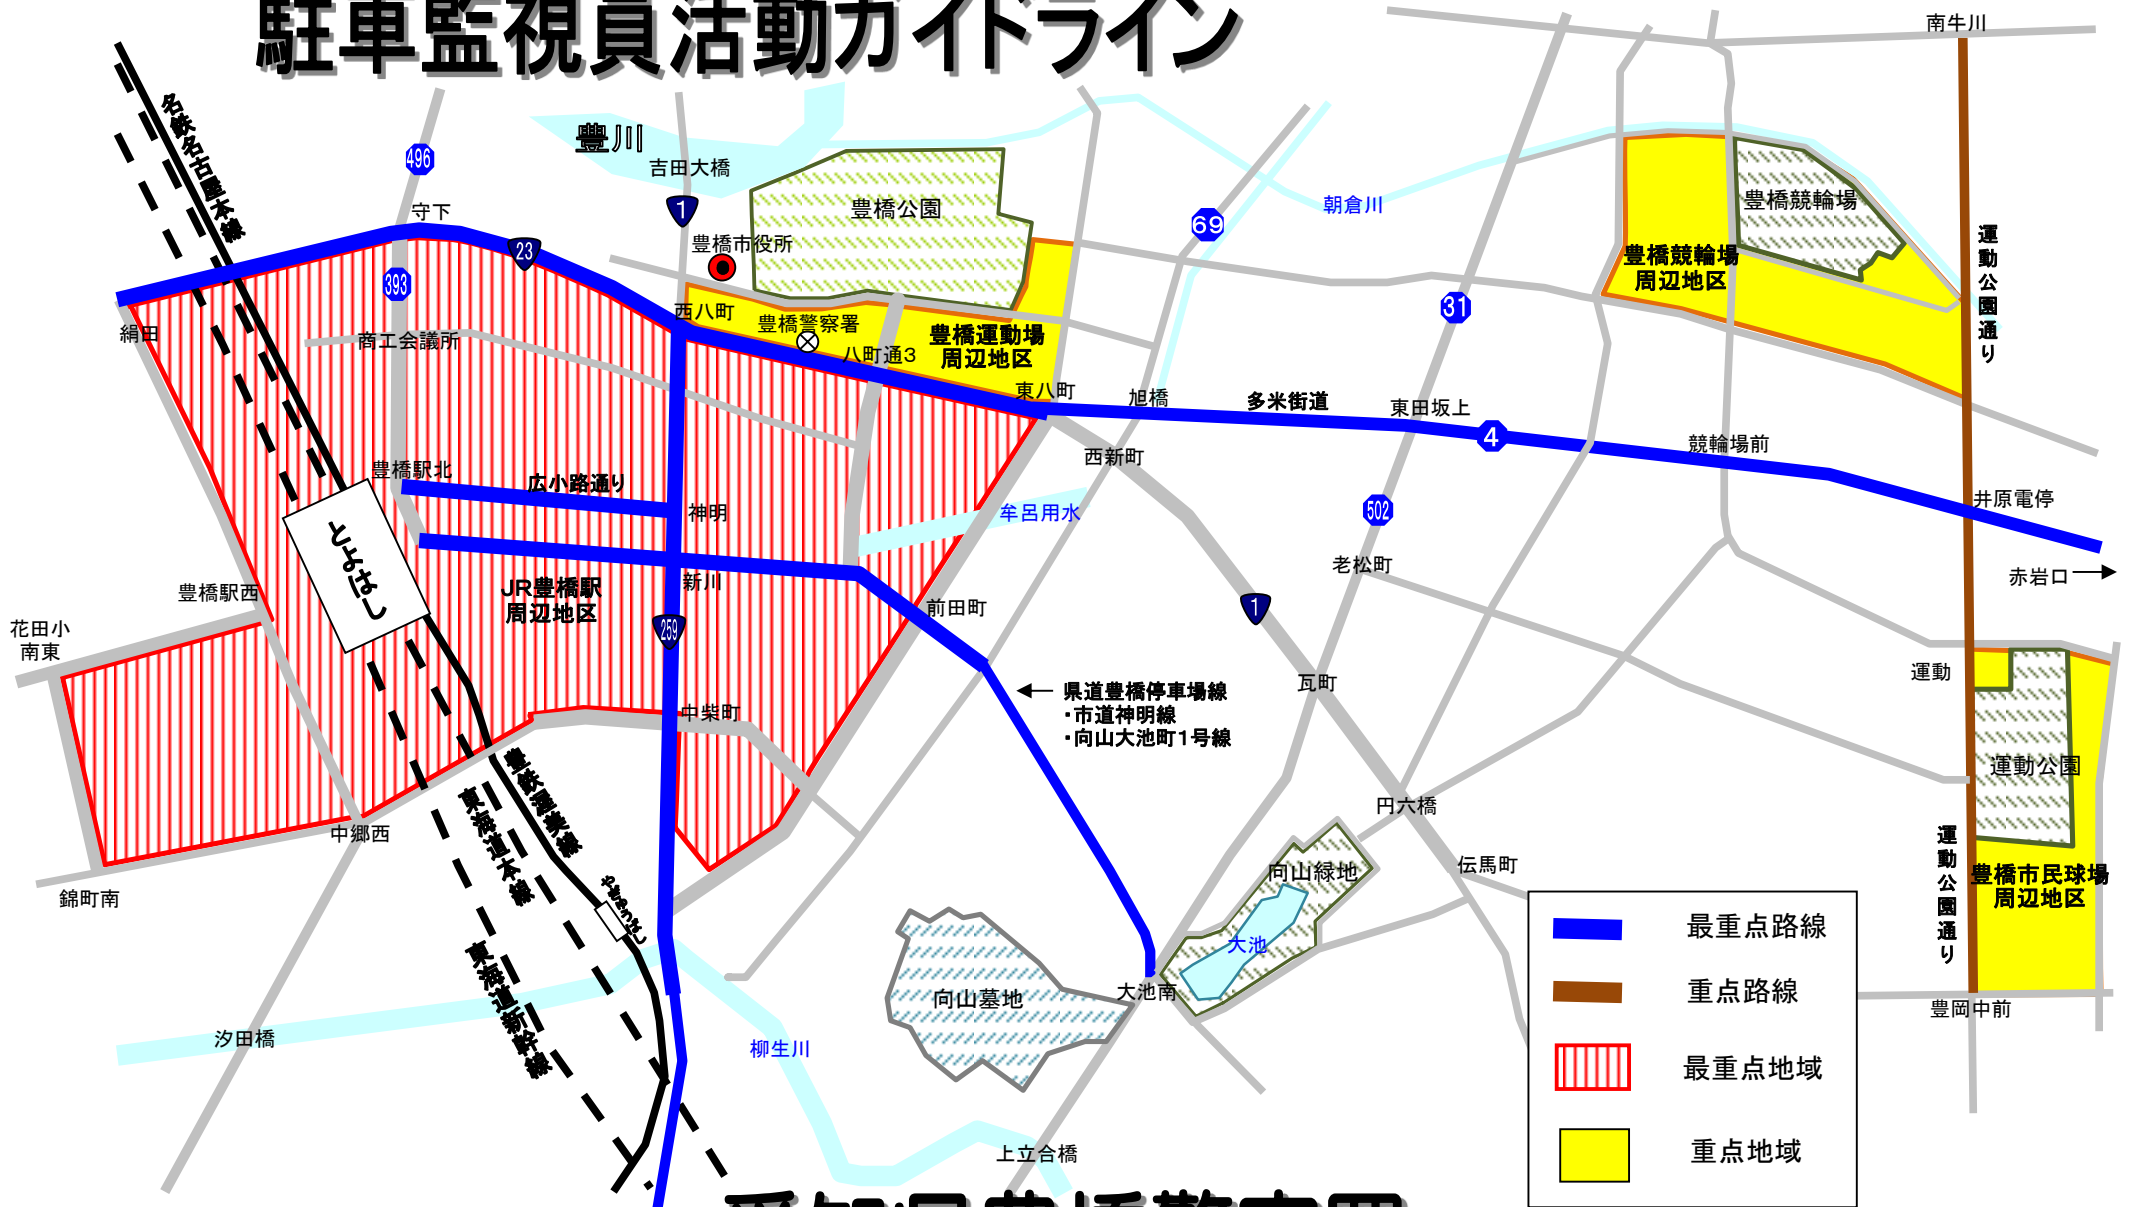 駐車監視員活動ガイドライン
南牛川
名鉄名古屋本線
豊川
496
吉田大橋
守下
1
豊橋公園
朝倉川
69
豊橋競輪場
23
豊橋市役所
393
豊橋競輪場
周辺地区
運動公園通り
絹田
商工会議所
西八町
豊橋警察署
八町通3
豊橋運動場
周辺地区
31
東八町
旭橋
多米街道
東田坂上
4
競輪場前
豊橋駅北
広小路通り
神明
西新町
牟呂用水
502
井原電停
とよはし
老松町
赤岩口
豊橋駅西
JR豊橋駅
周辺地区
新川
259
前田町
1
花田小
南東
運動
瓦町
県道豊橋停車場線
・市道神明線
・向山大池町1号線
中柴町
運動公園
豊鉄渥美線
東海道本線
円六橋
中郷西
運動公園通り
伝馬町
向山緑地
豊橋市民球場
周辺地区
錦町南
やぎゅうばし
大池
最重点路線
東海道新幹線
向山墓地
大池南
重点路線
豊岡中前
汐田橋
柳生川
最重点地域
上立合橋
重点地域
愛知県豊橋警察署